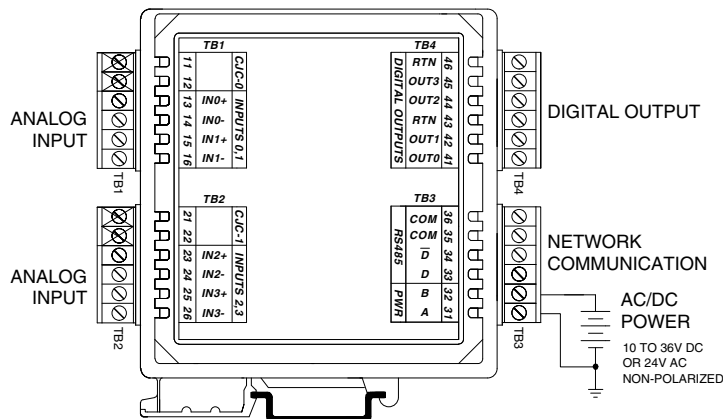 TB1
11
12
13 IN0+
14 IN0-
15 IN1+
16 IN1-
CJC-0
INPUTS 0,1
TB4
RTN 46
OUT3 45
OUT2 44
RTN 43
OUT1 42
OUT0 41
DIGITAL OUTPUTS
ANALOG
INPUT
TB1
DIGITAL OUTPUT
TB4
TB2
21
22
23 IN2+
24 IN2-
25 IN3+
26 IN3-
CJC-1
INPUTS 2,3
TB3
COM 36
COM 35
D̅ 34
D 33
B 32
A 31
RS485
PWR
ANALOG
INPUT
TB2
NETWORK
COMMUNICATION
TB3
AC/DC
POWER
10 TO 36V DC
OR 24V AC
NON-POLARIZED